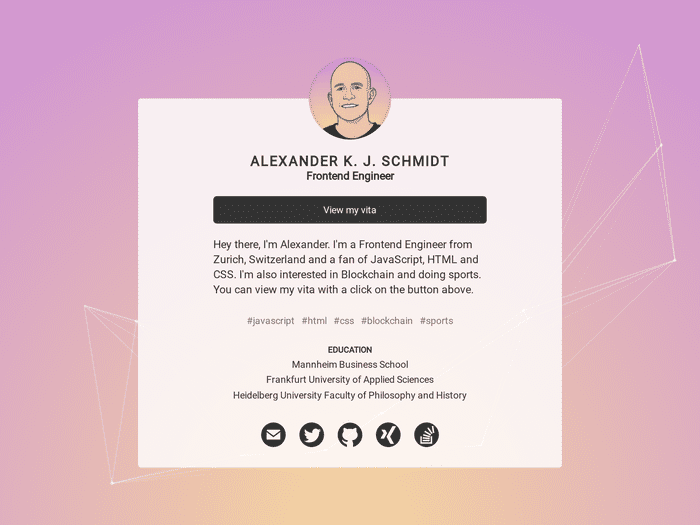 ALEXANDER K. J. SCHMIDT
Frontend Engineer
View my vita
Hey there, I'm Alexander. I'm a Frontend Engineer from
Zurich, Switzerland and a fan of JavaScript, HTML and
CSS. I'm also interested in Blockchain and doing sports.
You can view my vita with a click on the button above.
#javascript #html #css #blockchain #sports
EDUCATION
Mannheim Business School
Frankfurt University of Applied Sciences
Heidelberg University Faculty of Philosophy and History